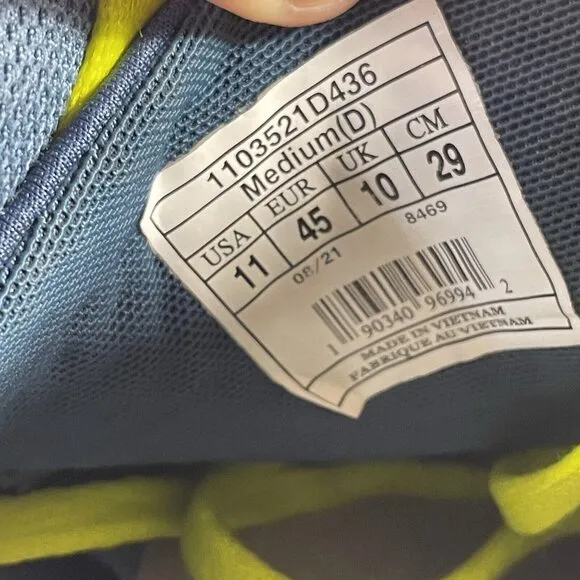 1103521D436
Medium(D)
USA EUR UK CM
11 45 10 29
08/21 8469
1 90340 96994 2
MADE IN VIETNAM
FABRIQUE AU VIETNAM